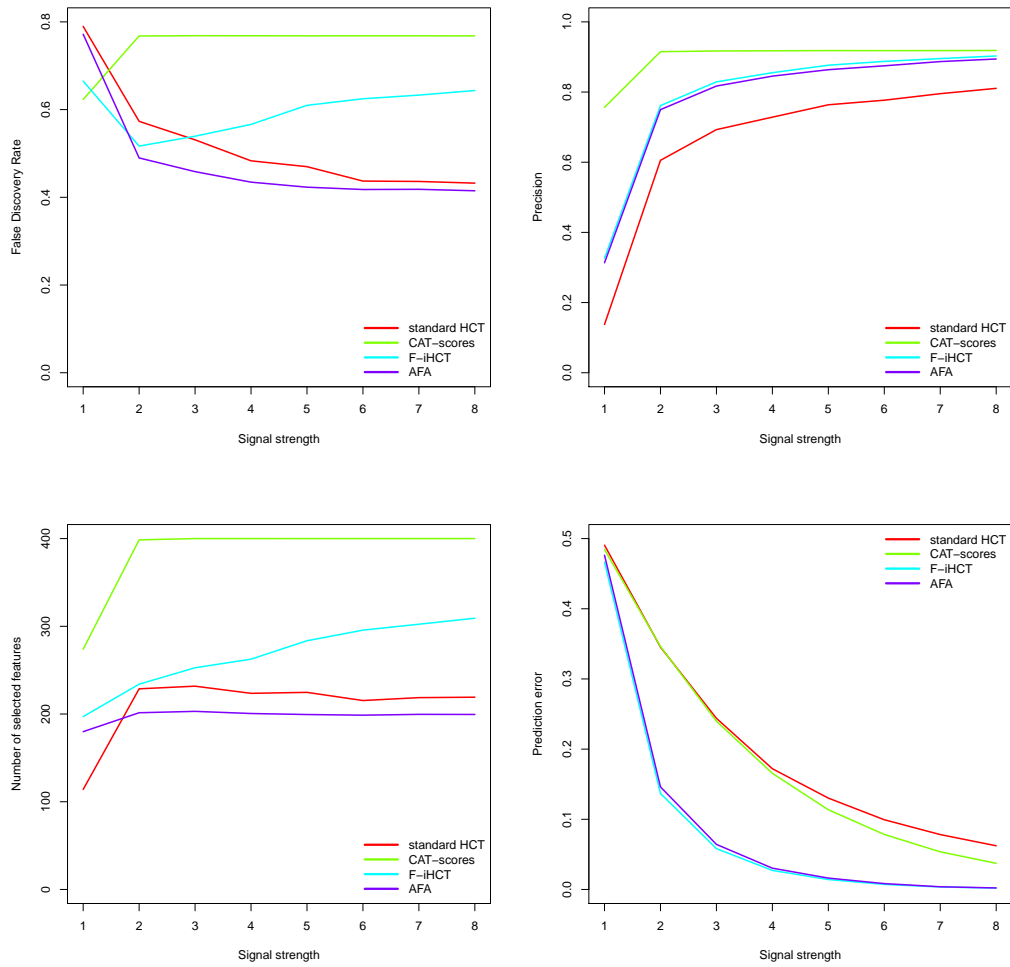 False Discovery Rate
0.8
0.6
0.4
0.2
0.0
standard HCT
CAT−scores
F−iHCT
AFA
1 2 3 4 5 6 7 8
Signal strength
Precision
1.0
0.8
0.6
0.4
0.2
0.0
standard HCT
CAT−scores
F−iHCT
AFA
1 2 3 4 5 6 7 8
Signal strength
Number of selected features
400
300
200
100
0
standard HCT
CAT−scores
F−iHCT
AFA
1 2 3 4 5 6 7 8
Signal strength
Prediction error
0.5
0.4
0.3
0.2
0.1
0.0
standard HCT
CAT−scores
F−iHCT
AFA
1 2 3 4 5 6 7 8
Signal strength